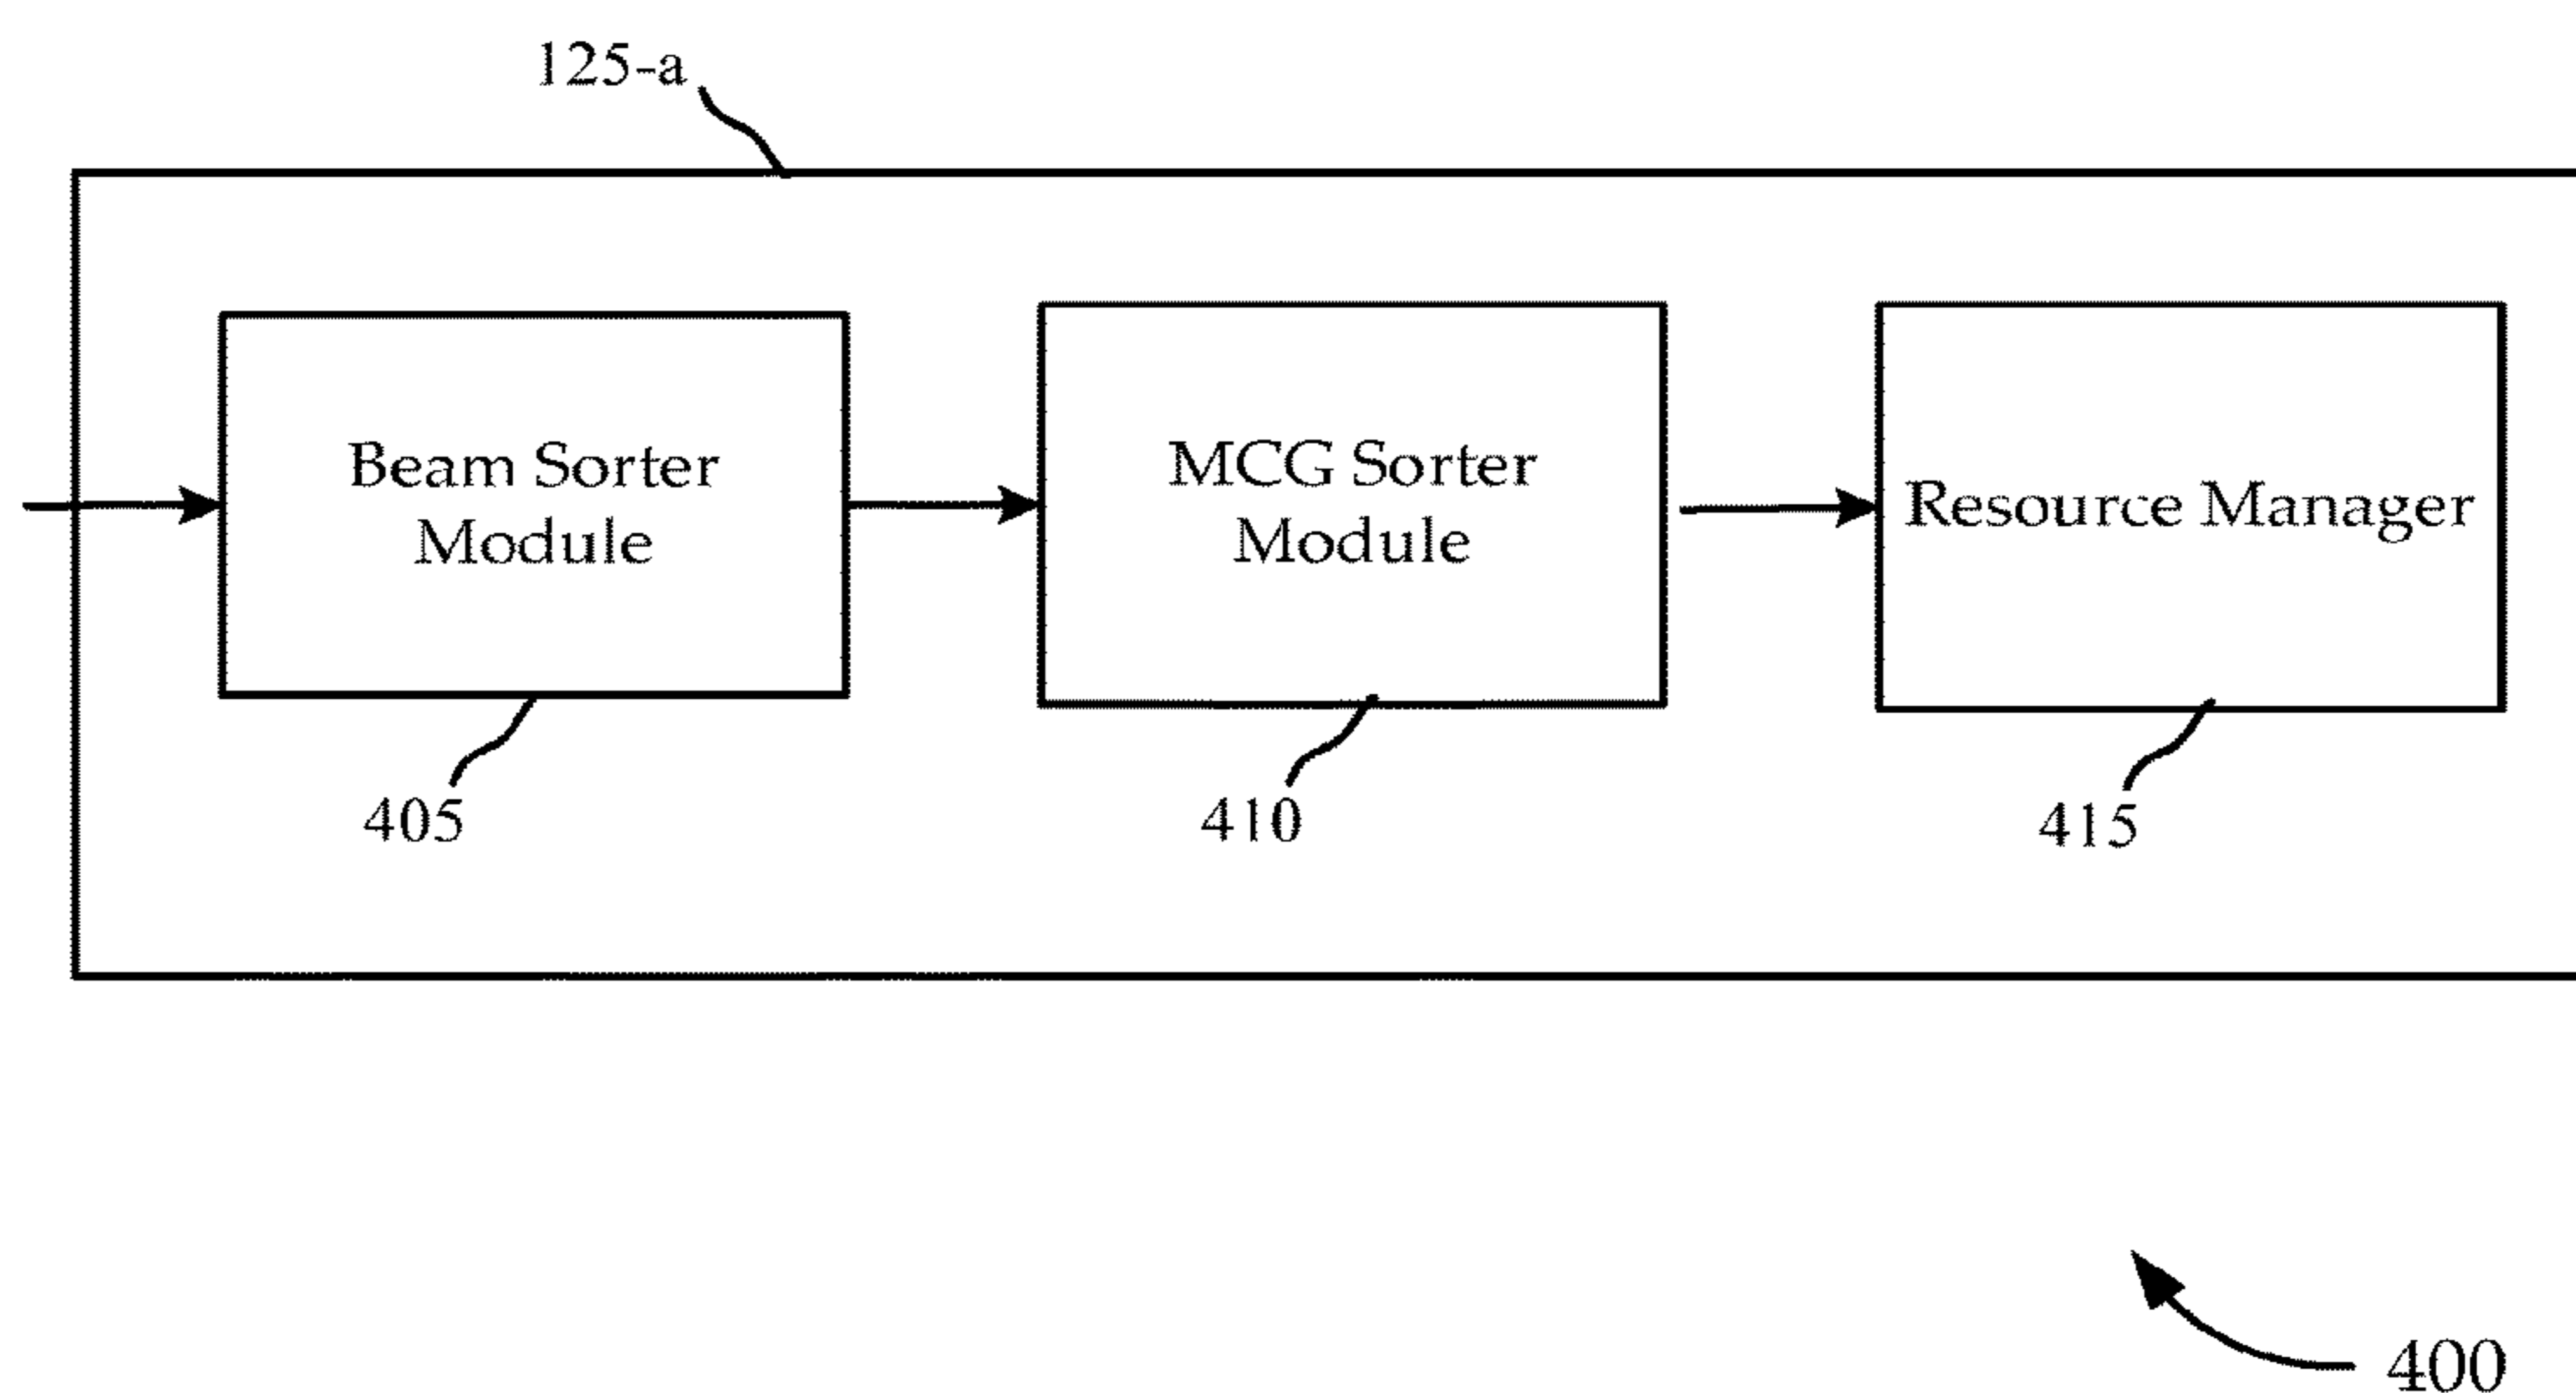 125-a
Beam Sorter
Module
MCG Sorter
Module
Resource Manager
405
410
415
400